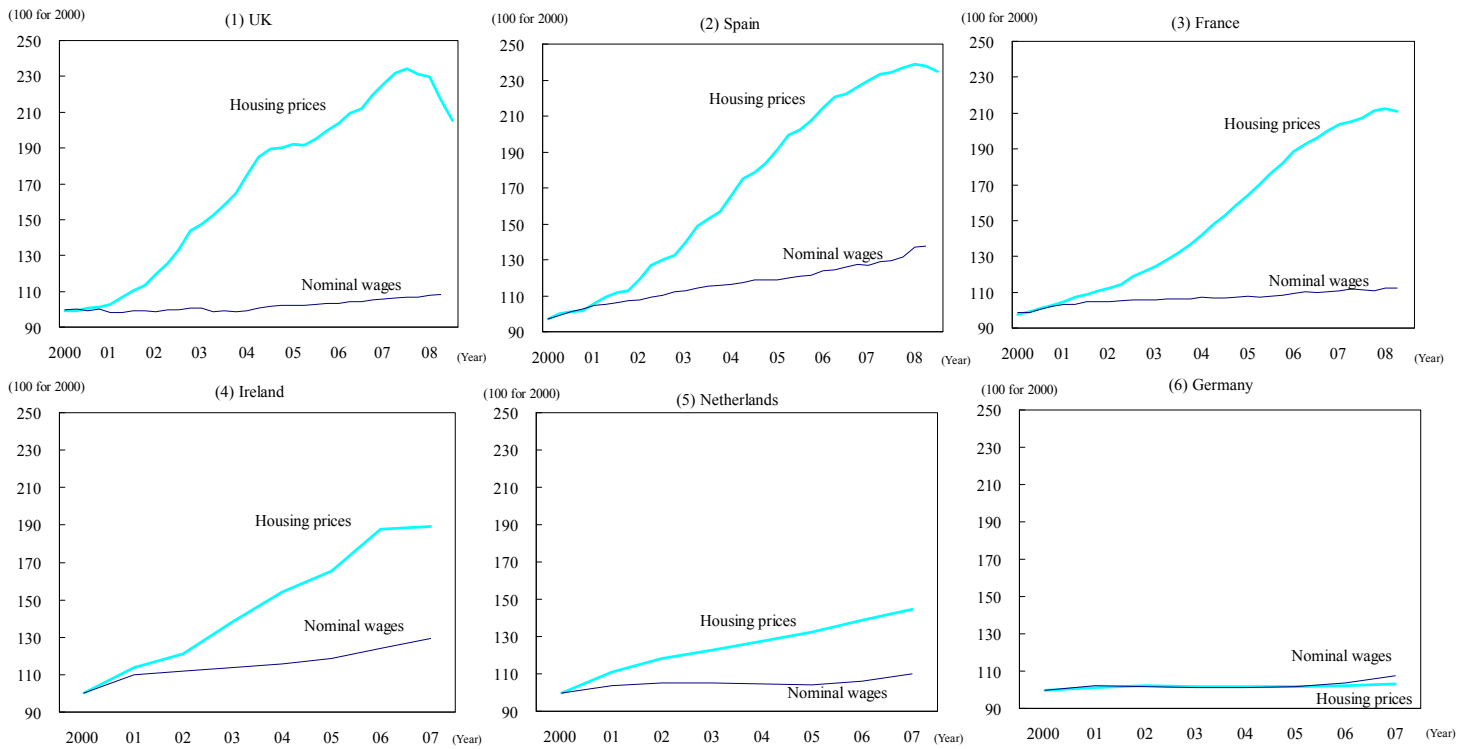 (100 for 2000)
(1) UK
250
230
210
190
170
150
130
110
90
Housing prices
Nominal wages
2000 01 02 03 04 05 06 07 08 (Year)
(100 for 2000)
(2) Spain
250
230
210
190
170
150
130
110
90
Housing prices
Nominal wages
2000 01 02 03 04 05 06 07 08 (Year)
(100 for 2000)
(3) France
250
230
210
190
170
150
130
110
90
Housing prices
Nominal wages
2000 01 02 03 04 05 06 07 08 (Year)
(100 for 2000)
(4) Ireland
250
230
210
190
170
150
130
110
90
Housing prices
Nominal wages
2000 01 02 03 04 05 06 07 (Year)
(100 for 2000)
(5) Netherlands
250
230
210
190
170
150
130
110
90
Housing prices
Nominal wages
2000 01 02 03 04 05 06 07 (Year)
(100 for 2000)
(6) Germany
250
230
210
190
170
150
130
110
90
Nominal wages
Housing prices
2000 01 02 03 04 05 06 07 (Year)